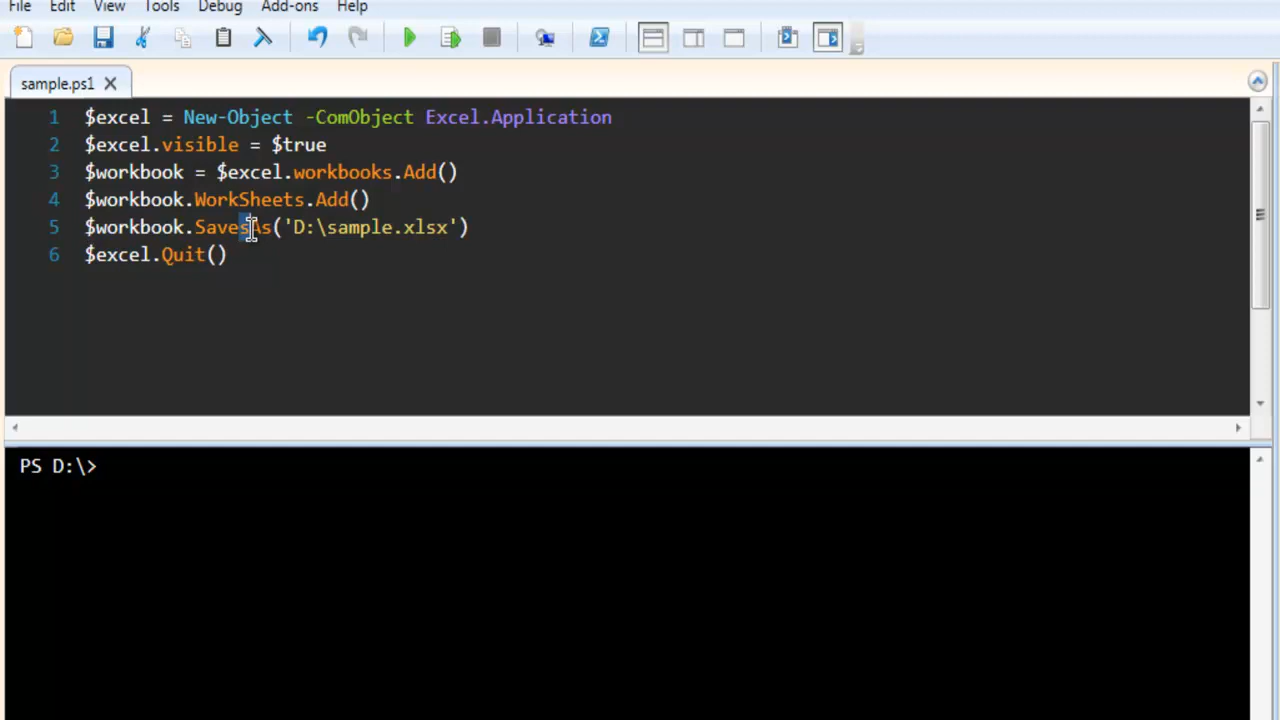 File Edit View Tools Debug Add-ons Help
sample.ps1
1 $excel = New-Object -ComObject Excel.Application
2 $excel.visible = $true
3 $workbook = $excel.workbooks.Add()
4 $workbook.WorkSheets.Add()
5 $workbook.SavesAs('D:\sample.xlsx')
6 $excel.Quit()
PS D:\>